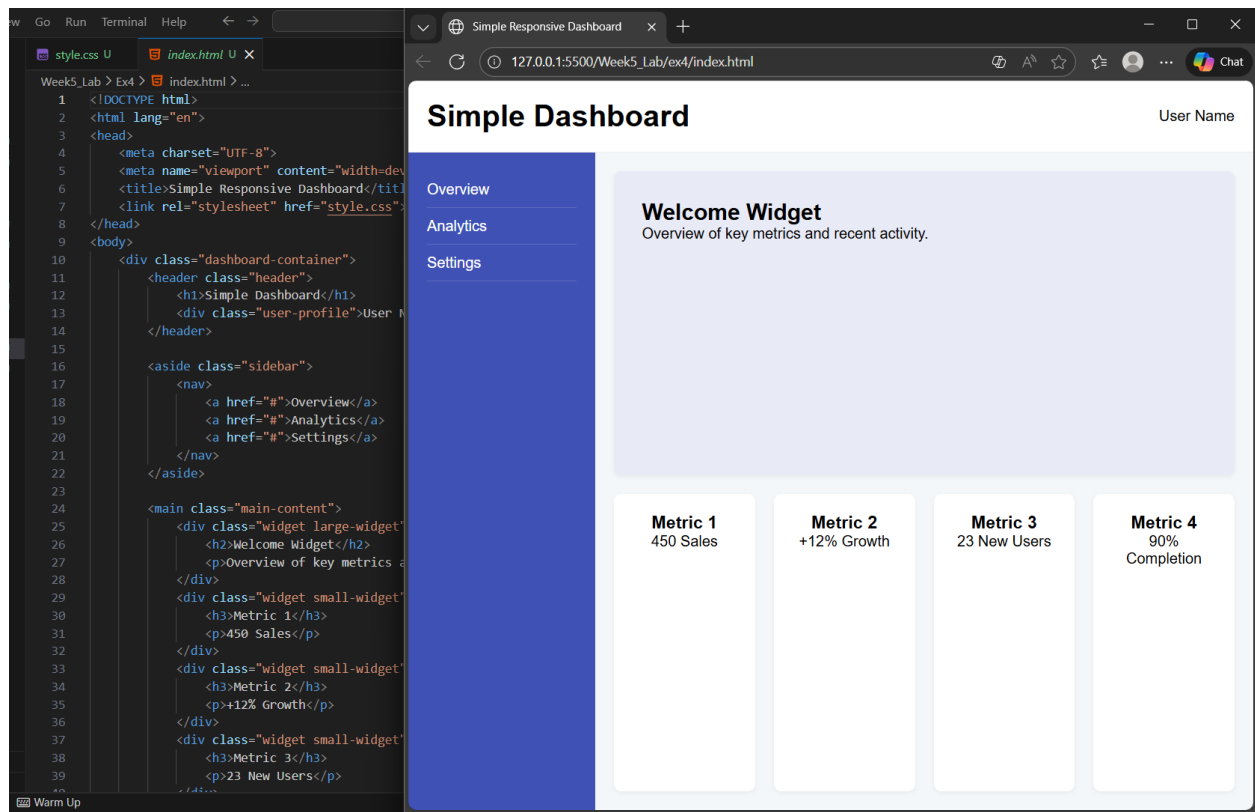 ew Go Run Terminal Help
style.css U index.html U
Week5_Lab > Ex4 > index.html > ...
1 <!DOCTYPE html>
2 <html lang="en">
3 <head>
4 <meta charset="UTF-8">
5 <meta name="viewport" content="width=dev
6 <title>Simple Responsive Dashboard</titl
7 <link rel="stylesheet" href="style.css">
8 </head>
9 <body>
10 <div class="dashboard-container">
11 <header class="header">
12 <h1>Simple Dashboard</h1>
13 <div class="user-profile">User N
14 </header>
15
16 <aside class="sidebar">
17 <nav>
18 <a href="#">Overview</a>
19 <a href="#">Analytics</a>
20 <a href="#">Settings</a>
21 </nav>
22 </aside>
23
24 <main class="main-content">
25 <div class="widget large-widget"
26 <h2>Welcome Widget</h2>
27 <p>Overview of key metrics a
28 </div>
29 <div class="widget small-widget"
30 <h3>Metric 1</h3>
31 <p>450 Sales</p>
32 </div>
33 <div class="widget small-widget"
34 <h3>Metric 2</h3>
35 <p>+12% Growth</p>
36 </div>
37 <div class="widget small-widget"
38 <h3>Metric 3</h3>
39 <p>23 New Users</p>
Warm Up
Simple Responsive Dashboard
127.0.0.1:5500/Week5_Lab/ex4/index.html
Chat
Simple Dashboard
User Name
Overview
Analytics
Settings
Welcome Widget
Overview of key metrics and recent activity.
Metric 1
450 Sales
Metric 2
+12% Growth
Metric 3
23 New Users
Metric 4
90%
Completion